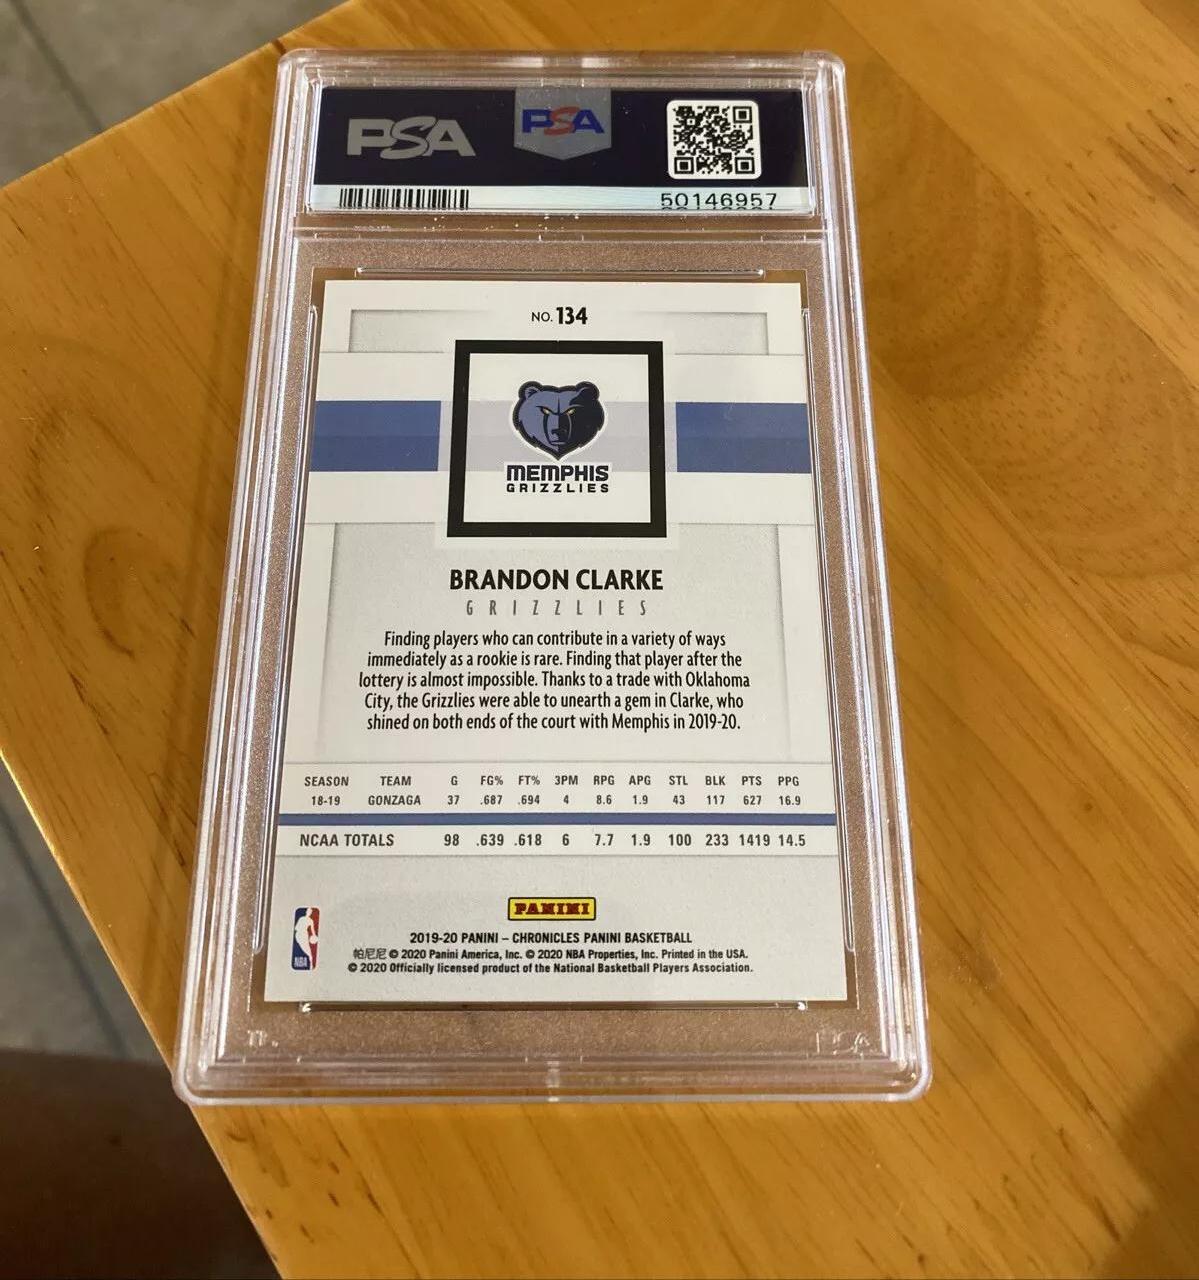 PSA
PSA
50146957
NO. 134
MEMPHIS
GRIZZLIES
BRANDON CLARKE
GRIZZLIES
Finding players who can contribute in a variety of ways
immediately as a rookie is rare. Finding that player after the
lottery is almost impossible. Thanks to a trade with Oklahoma
City, the Grizzlies were able to unearth a gem in Clarke, who
shined on both ends of the court with Memphis in 2019-20.
SEASON TEAM G FG% FT% 3PM RPG APG STL BLK PTS PPG
18-19 GONZAGA 37 .687 .694 4 8.6 1.9 43 117 627 16.9
NCAA TOTALS 98 .639 .618 6 7.7 1.9 100 233 1419 14.5
PANINI
2019-20 PANINI – CHRONICLES PANINI BASKETBALL
帕尼尼 © 2020 Panini America, Inc. © 2020 NBA Properties, Inc. Printed in the USA.
© 2020 Officially licensed product of the National Basketball Players Association.
NBA
PSA